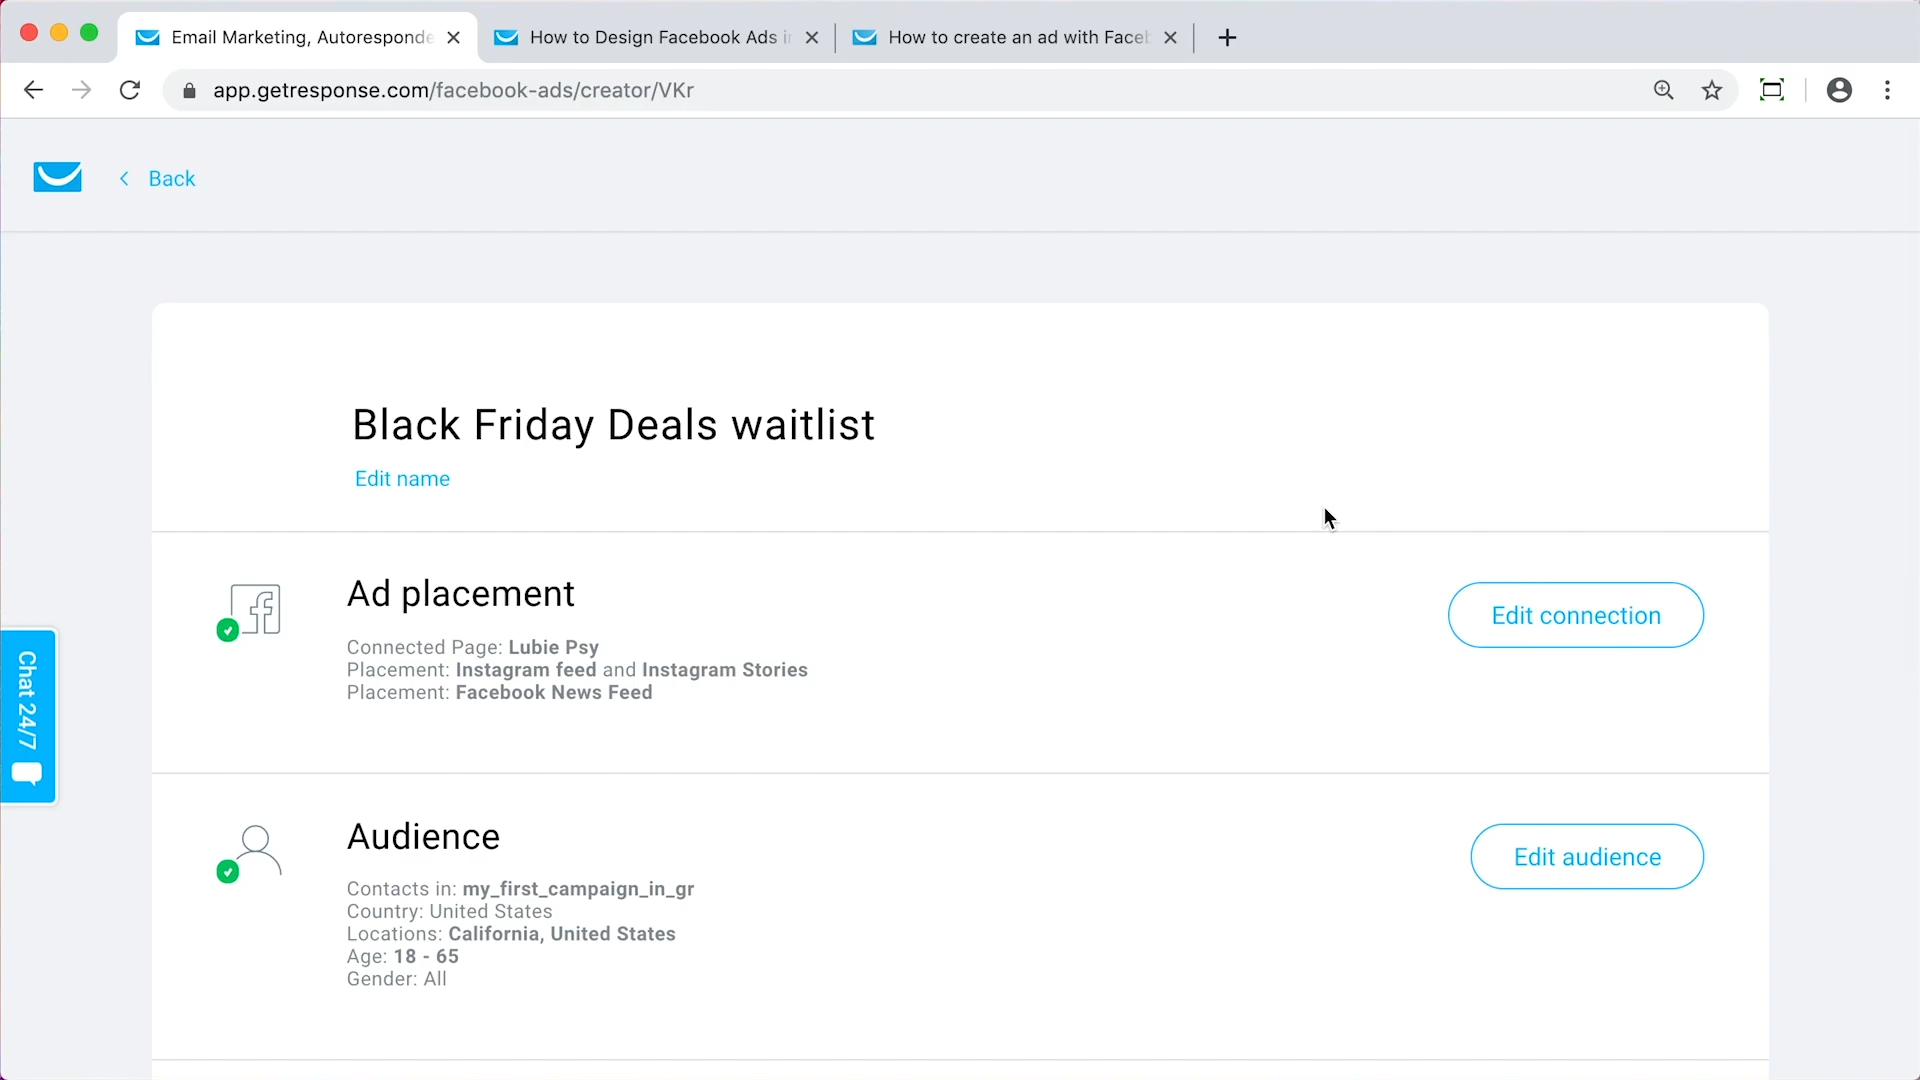 Email Marketing, Autoresponde
How to Design Facebook Ads i
How to create an ad with Face
app.getresponse.com/facebook-ads/creator/VKr
Back
Black Friday Deals waitlist
Edit name
Ad placement
Edit connection
Connected Page: Lubie Psy
Placement: Instagram feed and Instagram Stories
Placement: Facebook News Feed
Chat 24/7
Audience
Edit audience
Contacts in: my_first_campaign_in_gr
Country: United States
Locations: California, United States
Age: 18 - 65
Gender: All